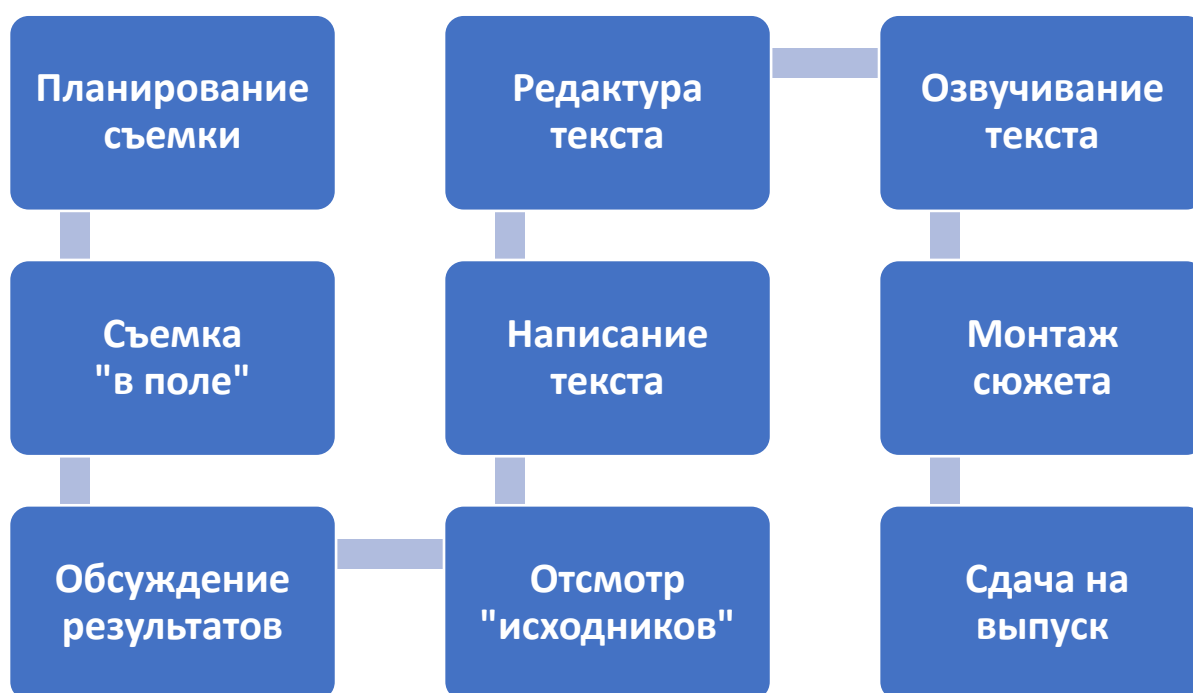 Планирование
съемки
Съемка
"в поле"
Обсуждение
результатов
Отсмотр
"исходников"
Написание
текста
Редактура
текста
Озвучивание
текста
Монтаж
сюжета
Сдача на
выпуск